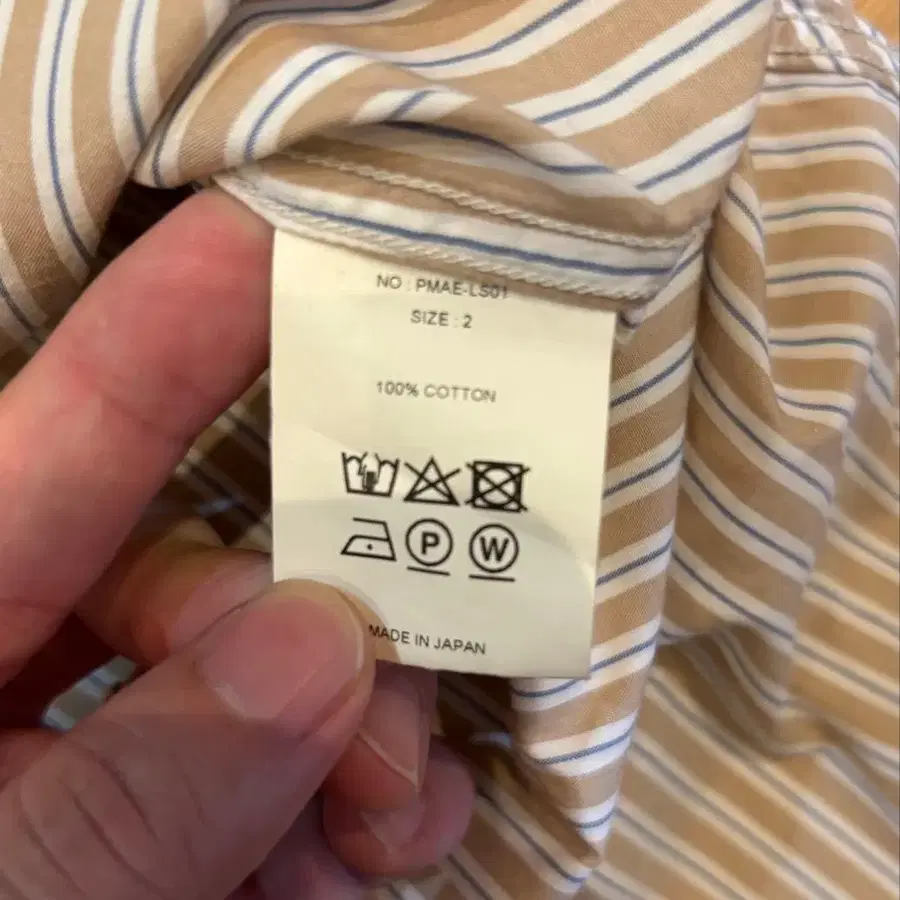 NO : PMAE-LS01
SIZE : 2
100% COTTON
P W
MADE IN JAPAN